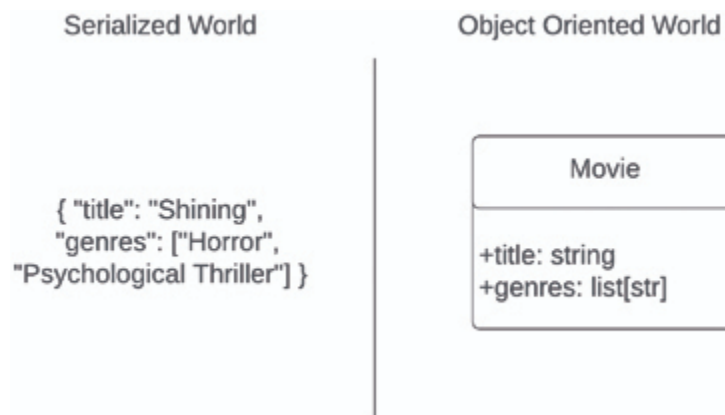 Serialized World
Object Oriented World
{ "title": "Shining",
"genres": ["Horror",
"Psychological Thriller"] }
Movie
+title: string
+genres: list[str]